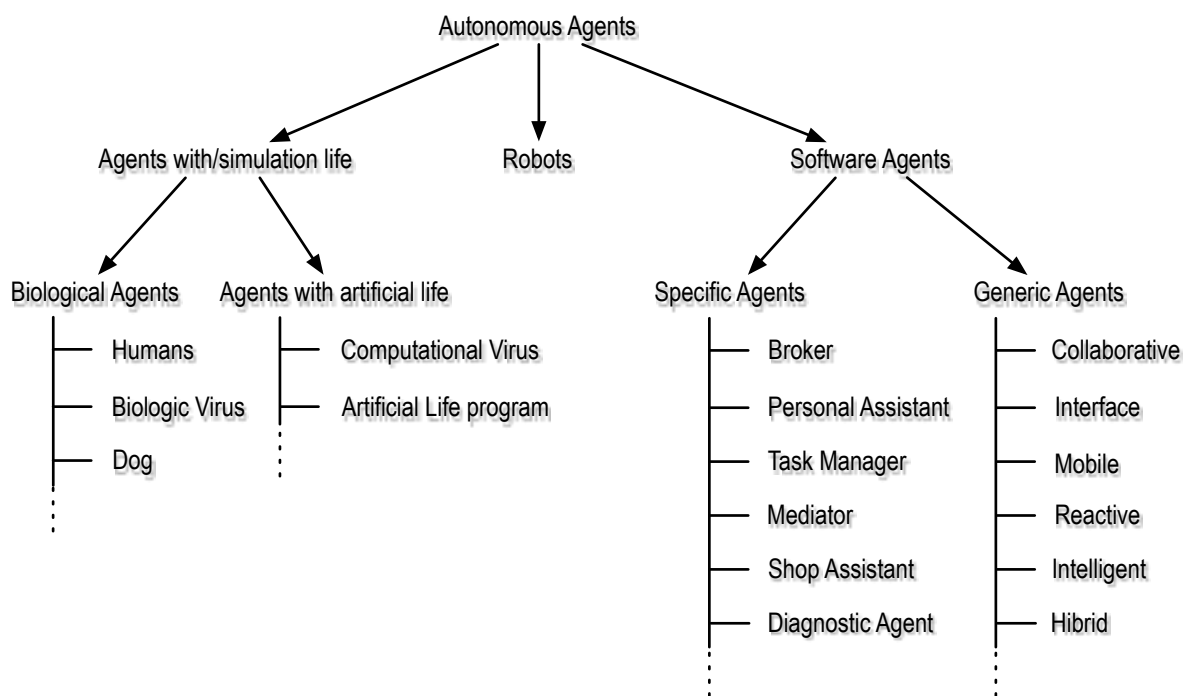 Autonomous Agents
Agents with/simulation life
Robots
Software Agents
Biological Agents
Agents with artificial life
Specific Agents
Generic Agents
Humans
Biologic Virus
Dog
Computational Virus
Artificial Life program
Broker
Personal Assistant
Task Manager
Mediator
Shop Assistant
Diagnostic Agent
Collaborative
Interface
Mobile
Reactive
Intelligent
Hibrid